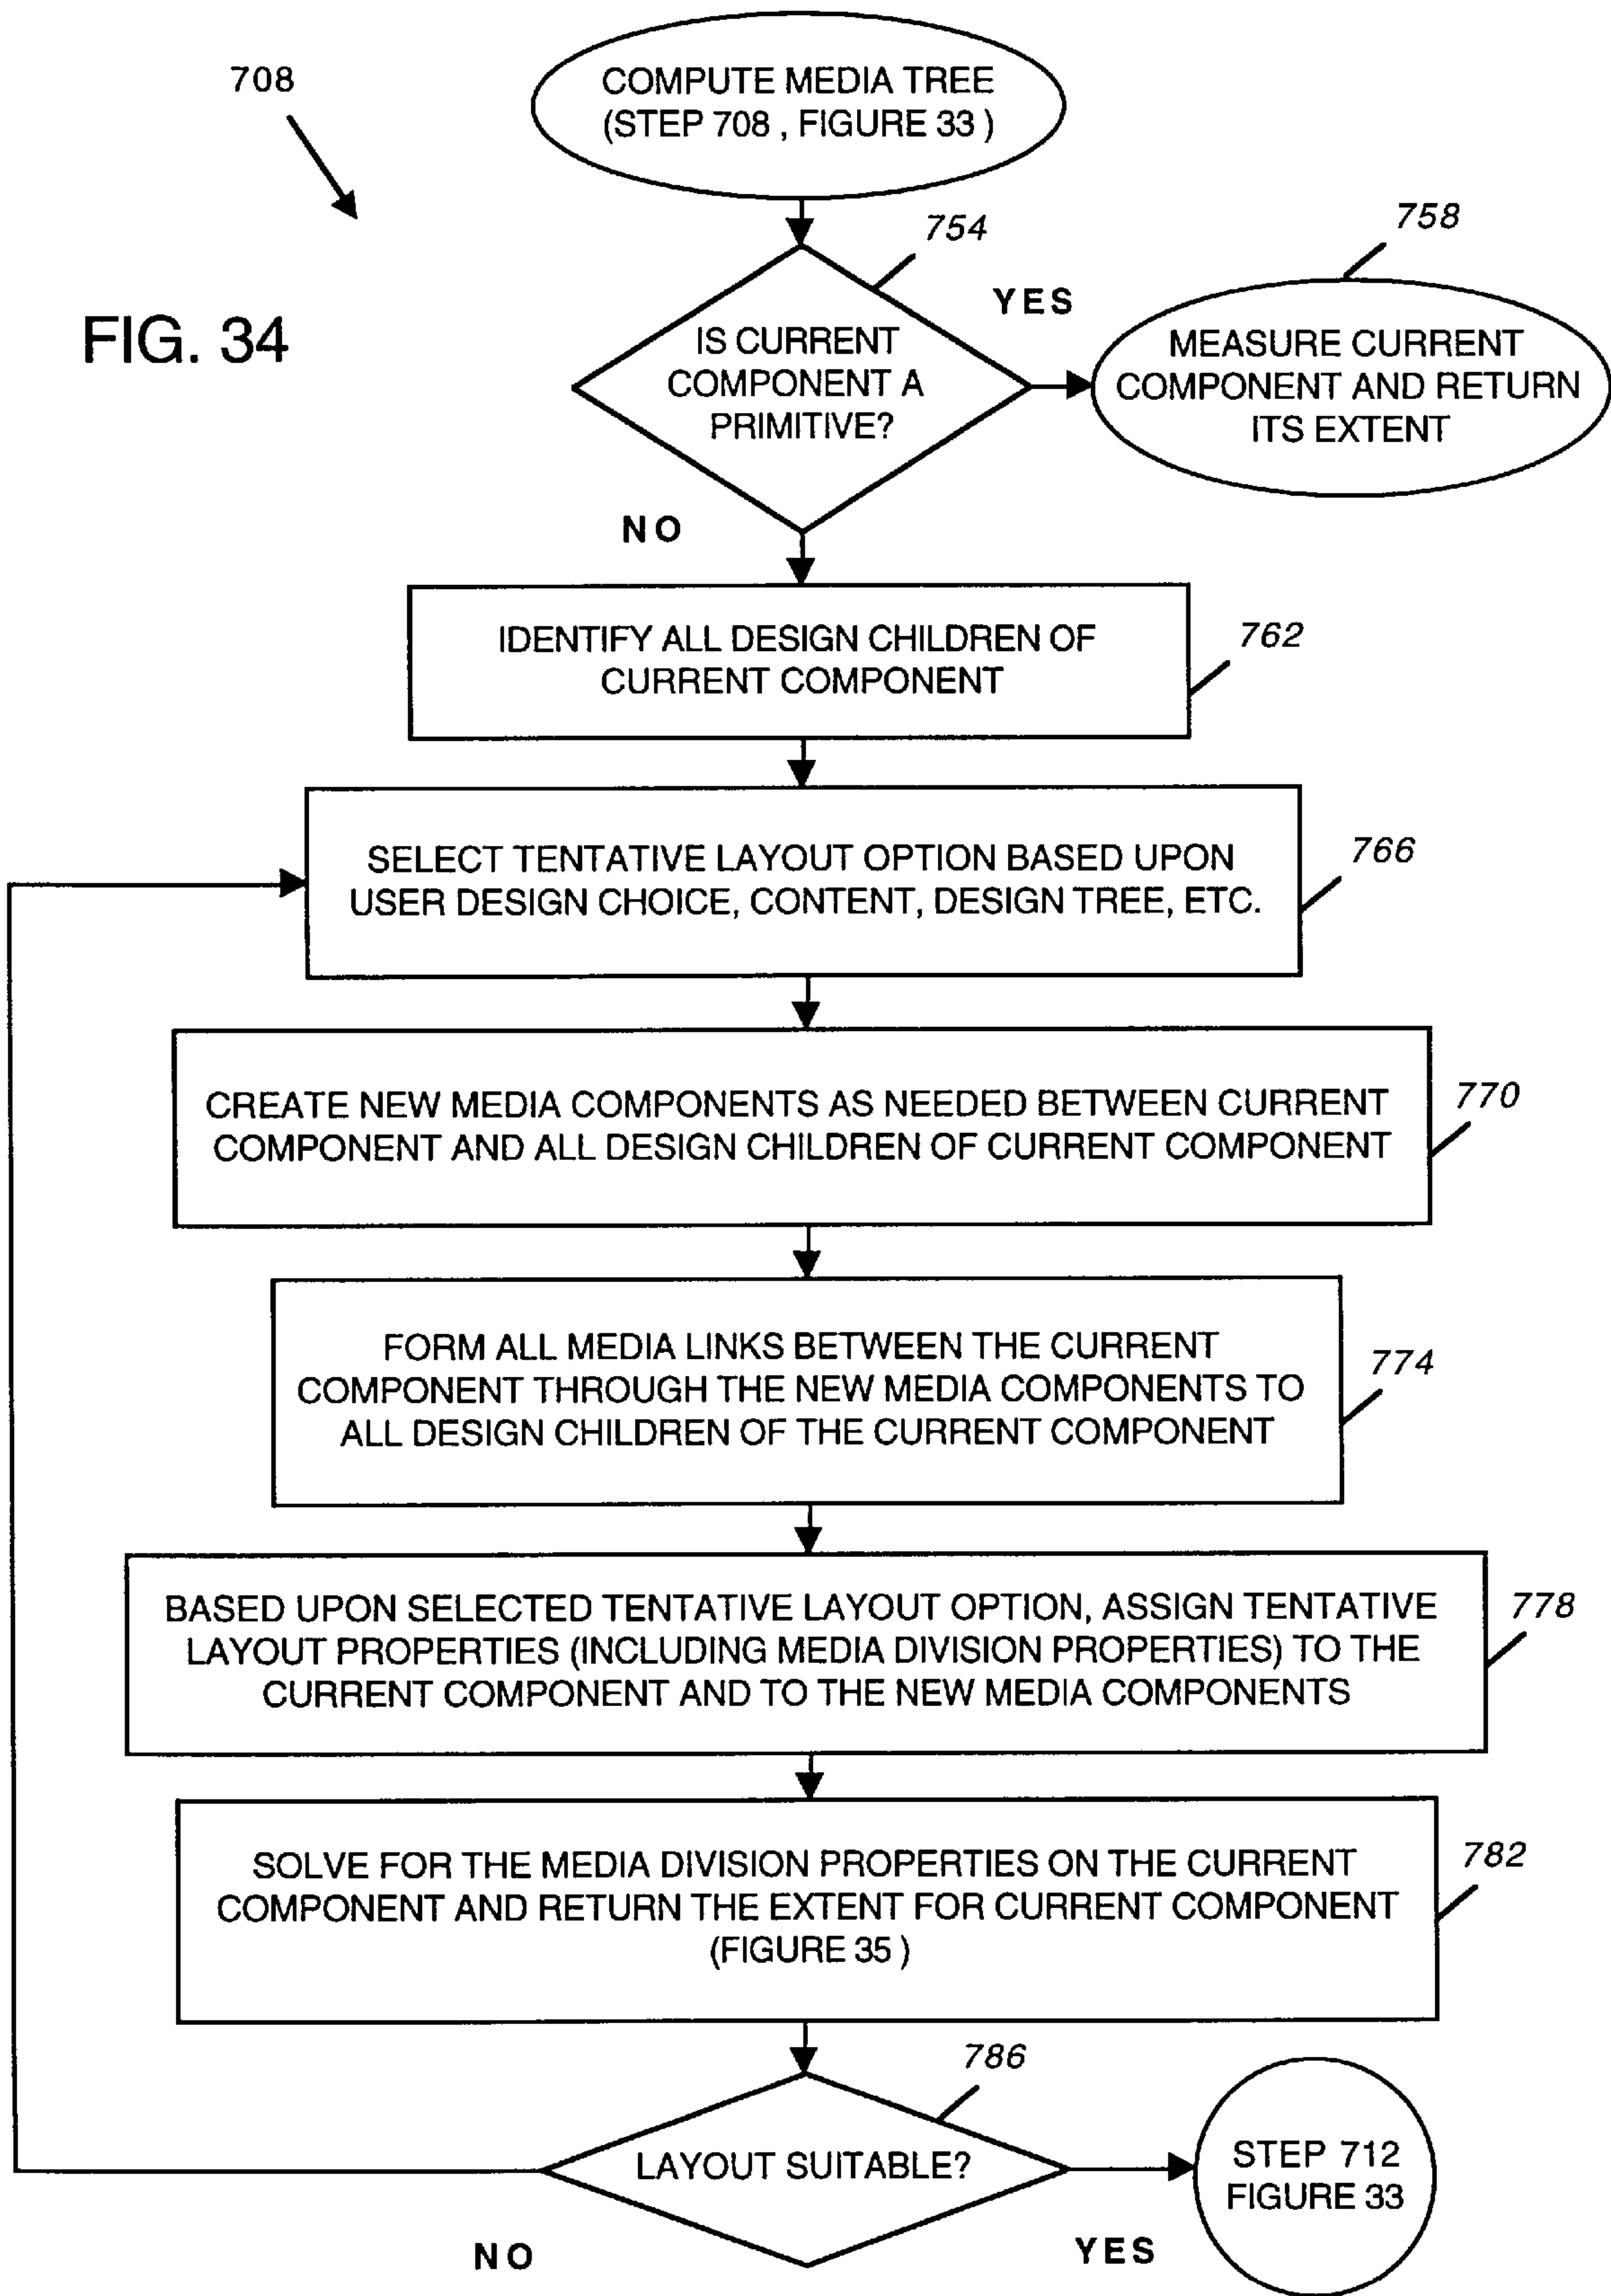 708
COMPUTE MEDIA TREE
(STEP 708 , FIGURE 33 )
754
758
FIG. 34
YES
IS CURRENT
COMPONENT A
PRIMITIVE?
MEASURE CURRENT
COMPONENT AND RETURN
ITS EXTENT
NO
IDENTIFY ALL DESIGN CHILDREN OF
CURRENT COMPONENT
762
SELECT TENTATIVE LAYOUT OPTION BASED UPON
USER DESIGN CHOICE, CONTENT, DESIGN TREE, ETC.
766
CREATE NEW MEDIA COMPONENTS AS NEEDED BETWEEN CURRENT
COMPONENT AND ALL DESIGN CHILDREN OF CURRENT COMPONENT
770
FORM ALL MEDIA LINKS BETWEEN THE CURRENT
COMPONENT THROUGH THE NEW MEDIA COMPONENTS TO
ALL DESIGN CHILDREN OF THE CURRENT COMPONENT
774
BASED UPON SELECTED TENTATIVE LAYOUT OPTION, ASSIGN TENTATIVE
LAYOUT PROPERTIES (INCLUDING MEDIA DIVISION PROPERTIES) TO THE
CURRENT COMPONENT AND TO THE NEW MEDIA COMPONENTS
778
SOLVE FOR THE MEDIA DIVISION PROPERTIES ON THE CURRENT
COMPONENT AND RETURN THE EXTENT FOR CURRENT COMPONENT
(FIGURE 35 )
782
786
LAYOUT SUITABLE?
STEP 712
FIGURE 33
NO
YES